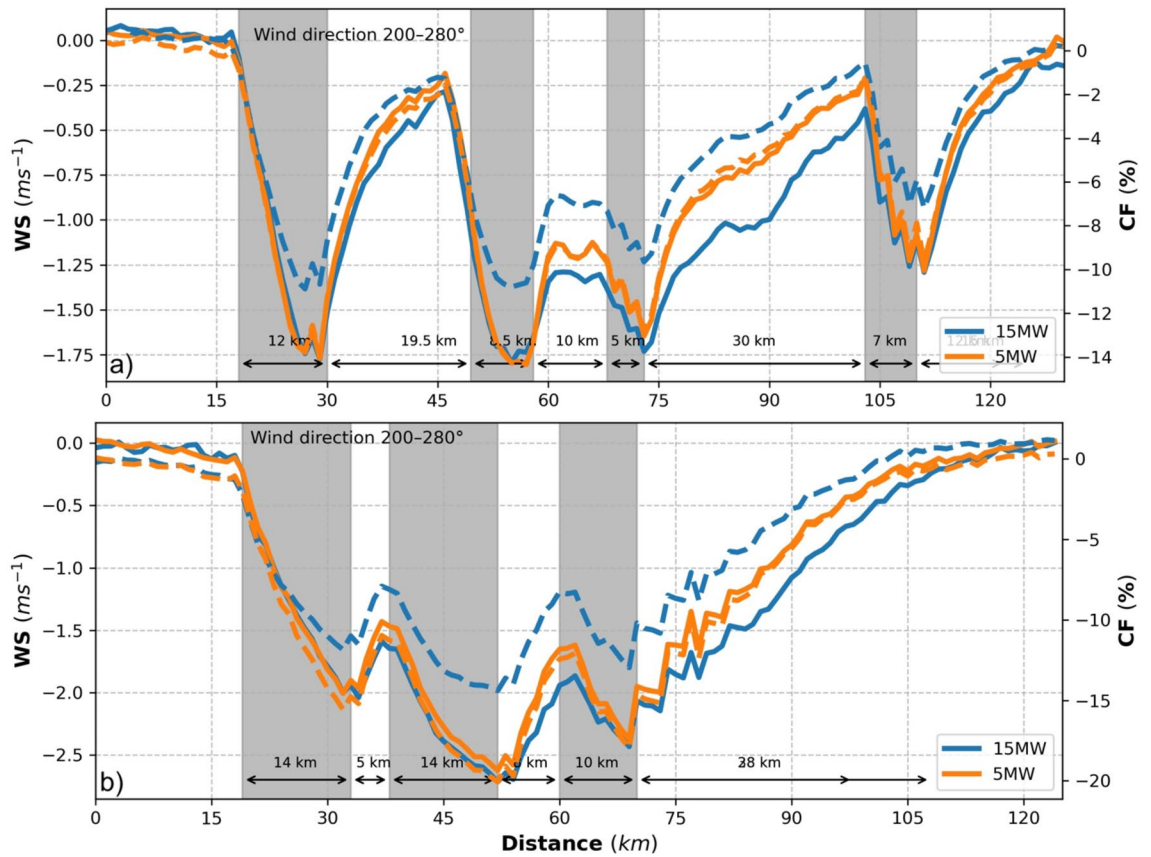 Wind direction 200–280°
0.00
−0.25
−0.50
−0.75
−1.00
−1.25
−1.50
−1.75
WS (ms⁻¹)
0
−2
−4
−6
−8
−10
−12
−14
CF (%)
12 km 19.5 km 8.5 km 10 km 5 km 30 km 7 km
15MW
5MW
a)
0 15 30 45 60 75 90 105 120
Wind direction 200–280°
0.0
−0.5
−1.0
−1.5
−2.0
−2.5
WS (ms⁻¹)
0
−5
−10
−15
−20
CF (%)
14 km 5 km 14 km km 10 km
15MW
5MW
b)
0 15 30 45 60 75 90 105 120
Distance (km)